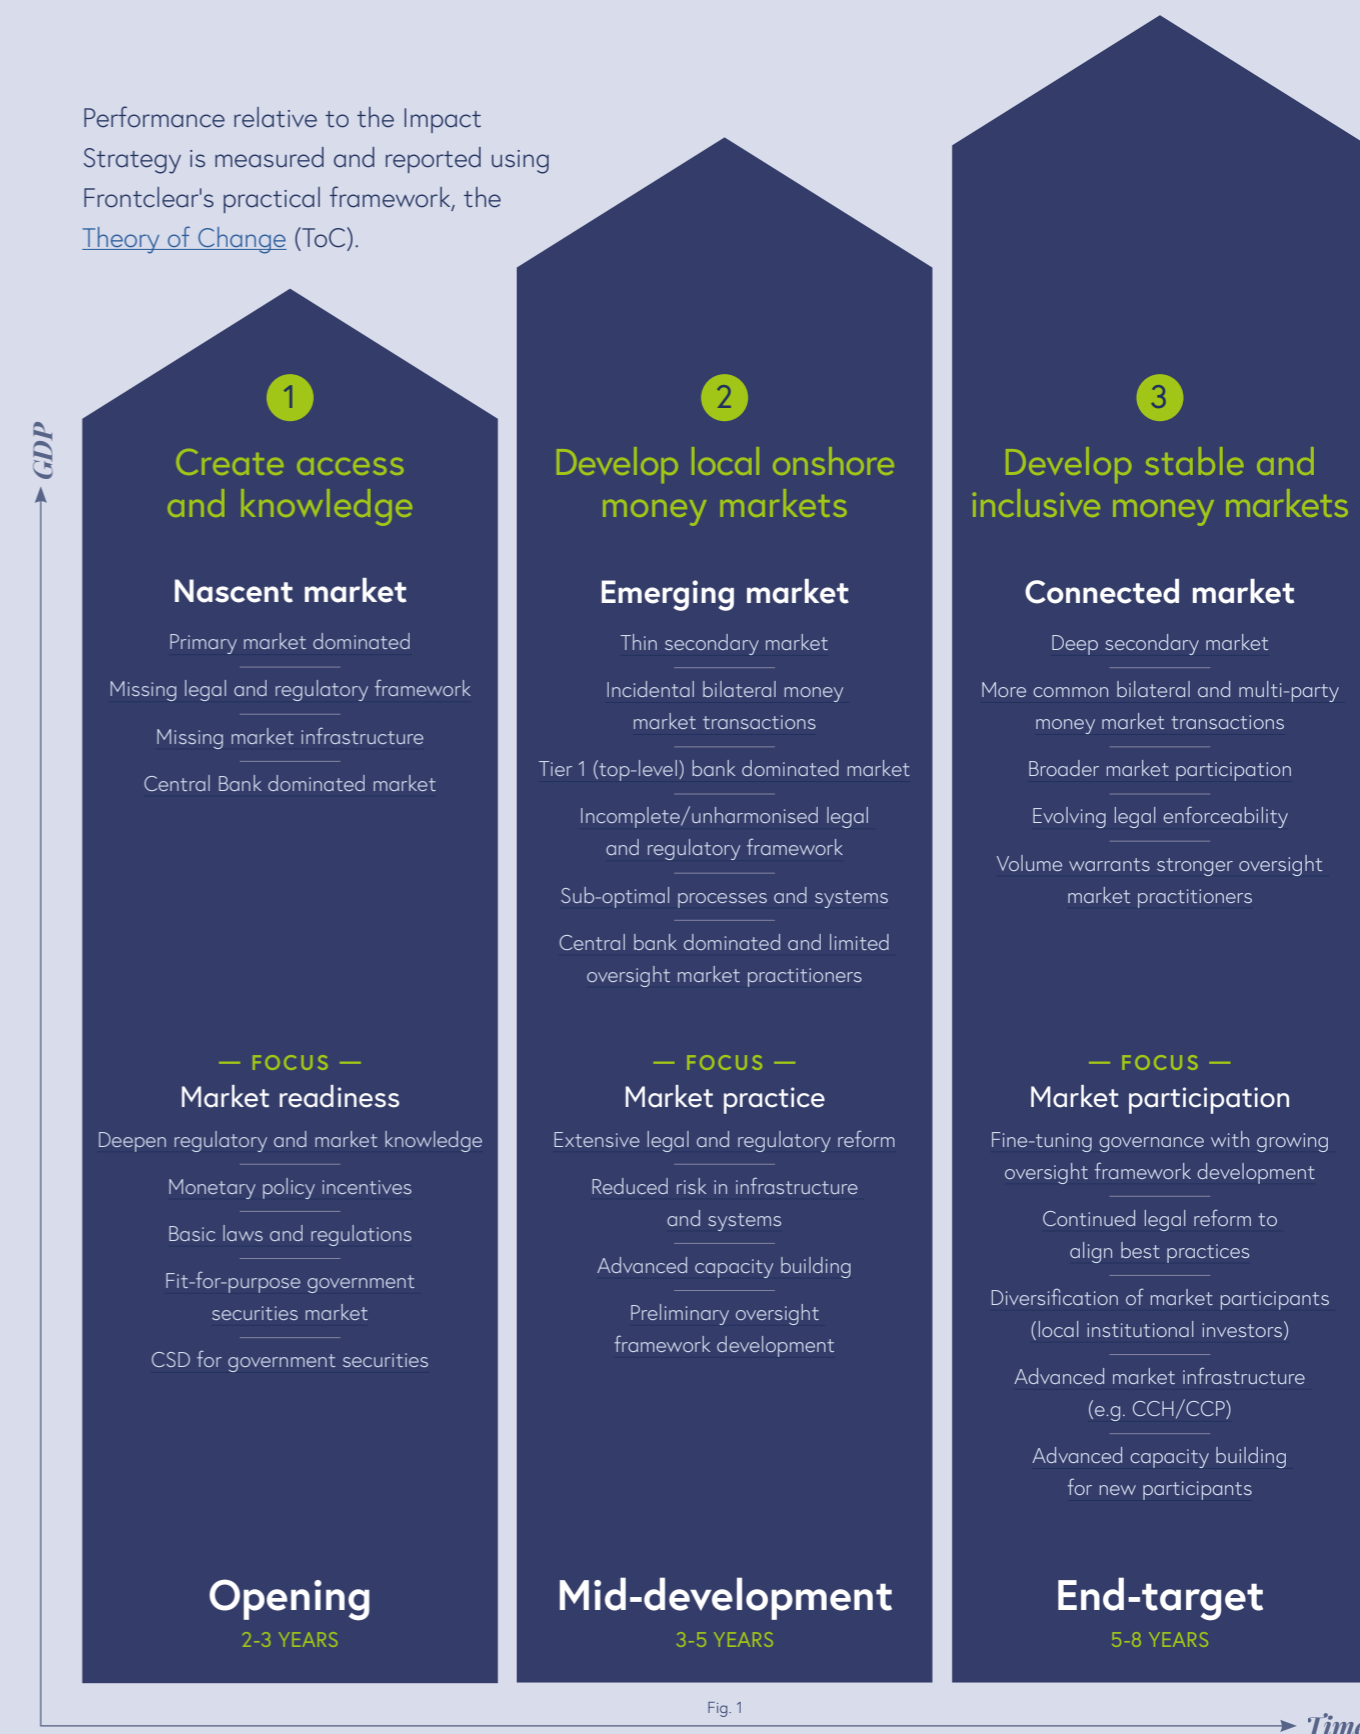 Performance relative to the Impact
Strategy is measured and reported using
Frontclear's practical framework, the
Theory of Change (ToC).
GDP
1
Create access
and knowledge
Nascent market
Primary market dominated
Missing legal and regulatory framework
Missing market infrastructure
Central Bank dominated market
FOCUS
Market readiness
Deepen regulatory and market knowledge
Monetary policy incentives
Basic laws and regulations
Fit-for-purpose government
securities market
CSD for government securities
Opening
2-3 YEARS
2
Develop local onshore
money markets
Emerging market
Thin secondary market
Incidental bilateral money
market transactions
Tier 1 (top-level) bank dominated market
Incomplete/unharmonised legal
and regulatory framework
Sub-optimal processes and systems
Central bank dominated and limited
oversight market practitioners
FOCUS
Market practice
Extensive legal and regulatory reform
Reduced risk in infrastructure
and systems
Advanced capacity building
Preliminary oversight
framework development
Mid-development
3-5 YEARS
3
Develop stable and
inclusive money markets
Connected market
Deep secondary market
More common bilateral and multi-party
money market transactions
Broader market participation
Evolving legal enforceability
Volume warrants stronger oversight
market practitioners
FOCUS
Market participation
Fine-tuning governance with growing
oversight framework development
Continued legal reform to
align best practices
Diversification of market participants
(local institutional investors)
Advanced market infrastructure
(e.g. CCH/CCP)
Advanced capacity building
for new participants
End-target
5-8 YEARS
Fig. 1